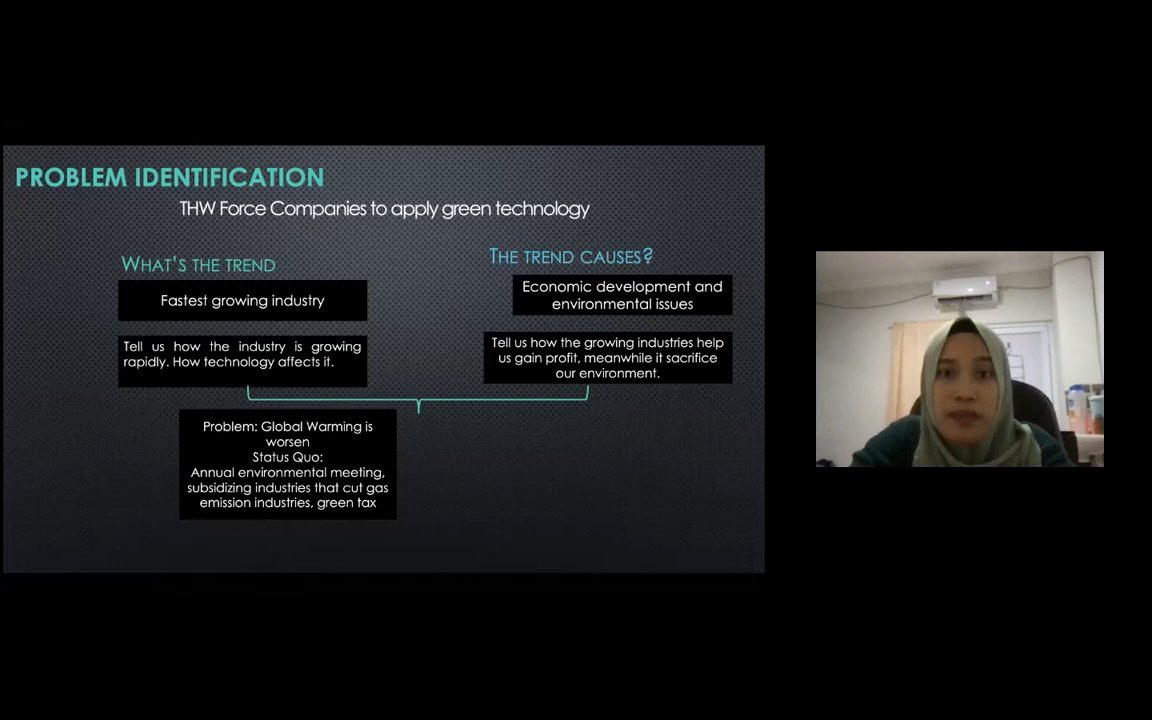 PROBLEM IDENTIFICATION
THW Force Companies to apply green technology
WHAT'S THE TREND
Fastest growing industry
Tell us how the industry is growing
rapidly. How technology affects it.
THE TREND CAUSES?
Economic development and
environmental issues
Tell us how the growing industries help
us gain profit, meanwhile it sacrifice
our environment.
Problem: Global Warming is
worsen
Status Quo:
Annual environmental meeting,
subsidizing industries that cut gas
emission industries, green tax